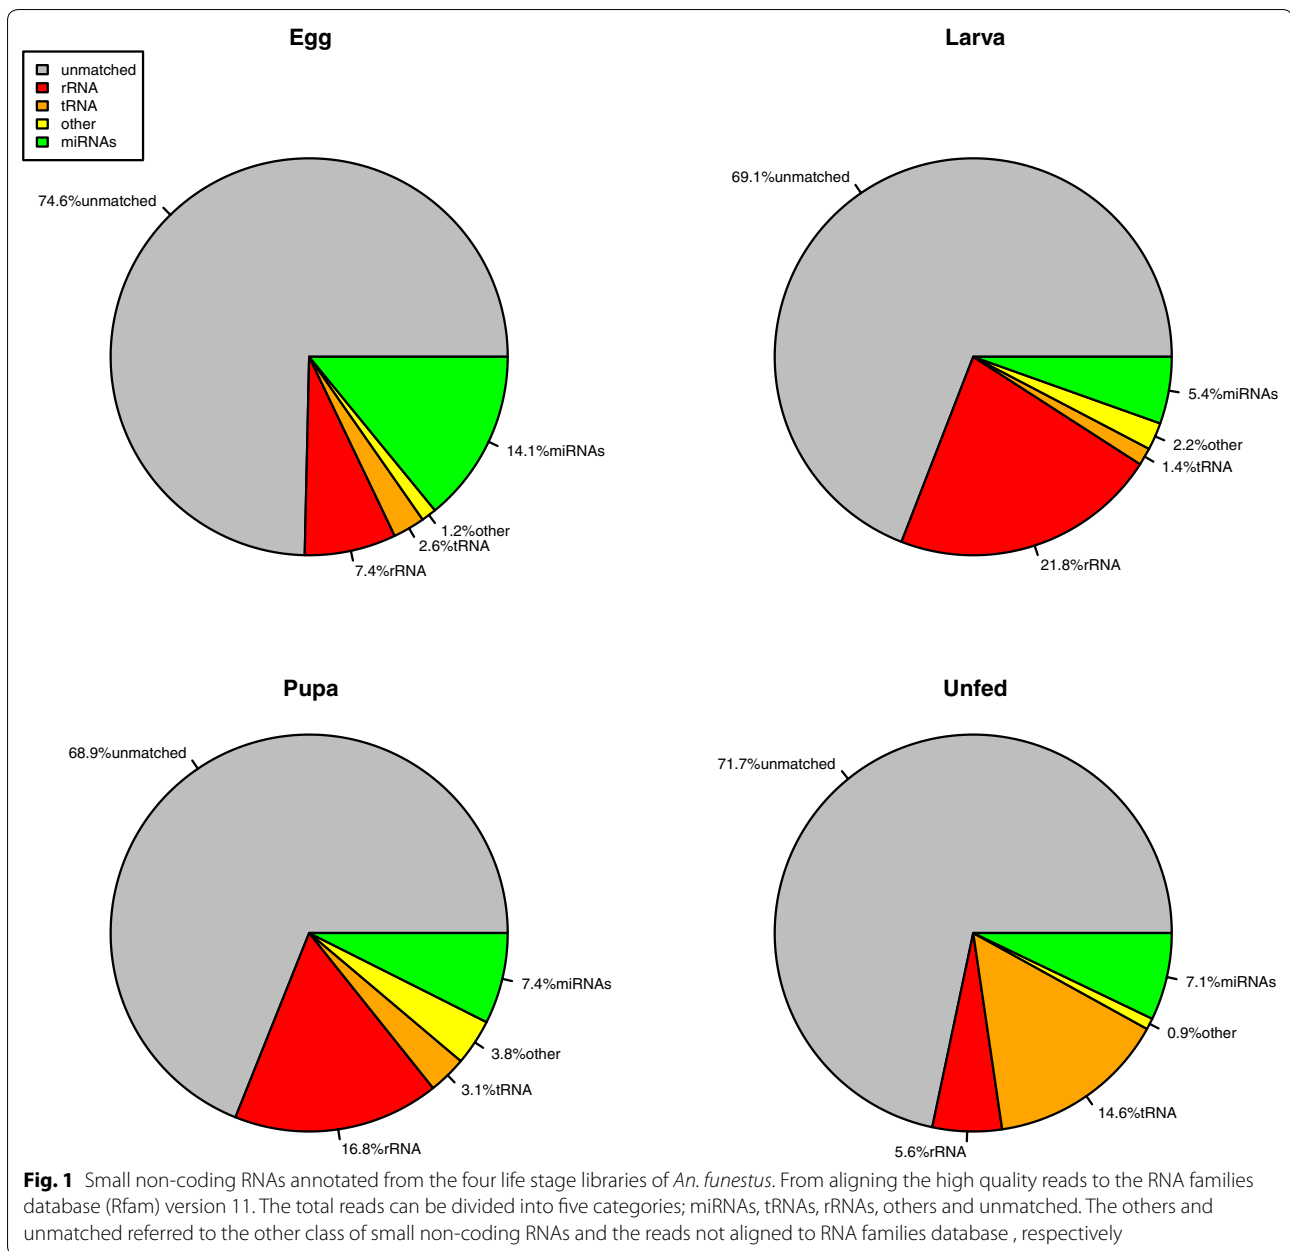 Egg
unmatched
rRNA
tRNA
other
miRNAs
74.6%unmatched
14.1%miRNAs
1.2%other
2.6%tRNA
7.4%rRNA
Larva
69.1%unmatched
5.4%miRNAs
2.2%other
1.4%tRNA
21.8%rRNA
Pupa
68.9%unmatched
7.4%miRNAs
3.8%other
3.1%tRNA
16.8%rRNA
Unfed
71.7%unmatched
7.1%miRNAs
0.9%other
14.6%tRNA
5.6%rRNA
Fig. 1 Small non-coding RNAs annotated from the four life stage libraries of An. funestus. From aligning the high quality reads to the RNA families
database (Rfam) version 11. The total reads can be divided into five categories; miRNAs, tRNAs, rRNAs, others and unmatched. The others and
unmatched referred to the other class of small non-coding RNAs and the reads not aligned to RNA families database , respectively